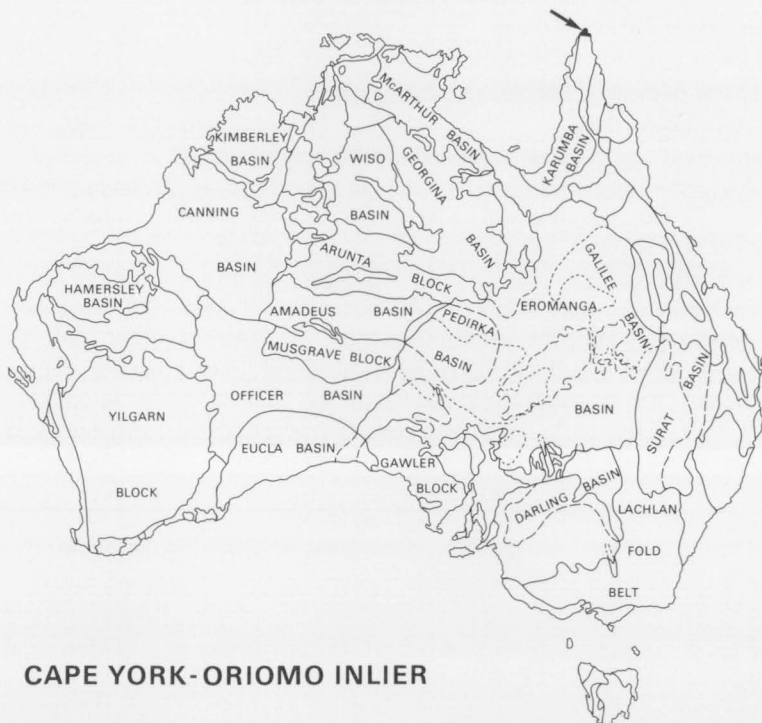 McARTHUR BASIN
KIMBERLEY
BASIN
WISO
BASIN
GEORGINA
BASIN
KARUMBA
BASIN
CANNING
BASIN
ARUNTA
BLOCK
HAMERSLEY
BASIN
AMADEUS BASIN
MUSGRAVE BLOCK
PEDIRKA
BASIN
EROMANGA
BASIN
GALILEE
BASIN
OFFICER BASIN
YILGARN
BLOCK
EUCLA BASIN
GAWLER
BLOCK
SURAT
BASIN
DARLING
BASIN
LACHLAN
FOLD
BELT
CAPE YORK-ORIOMO INLIER